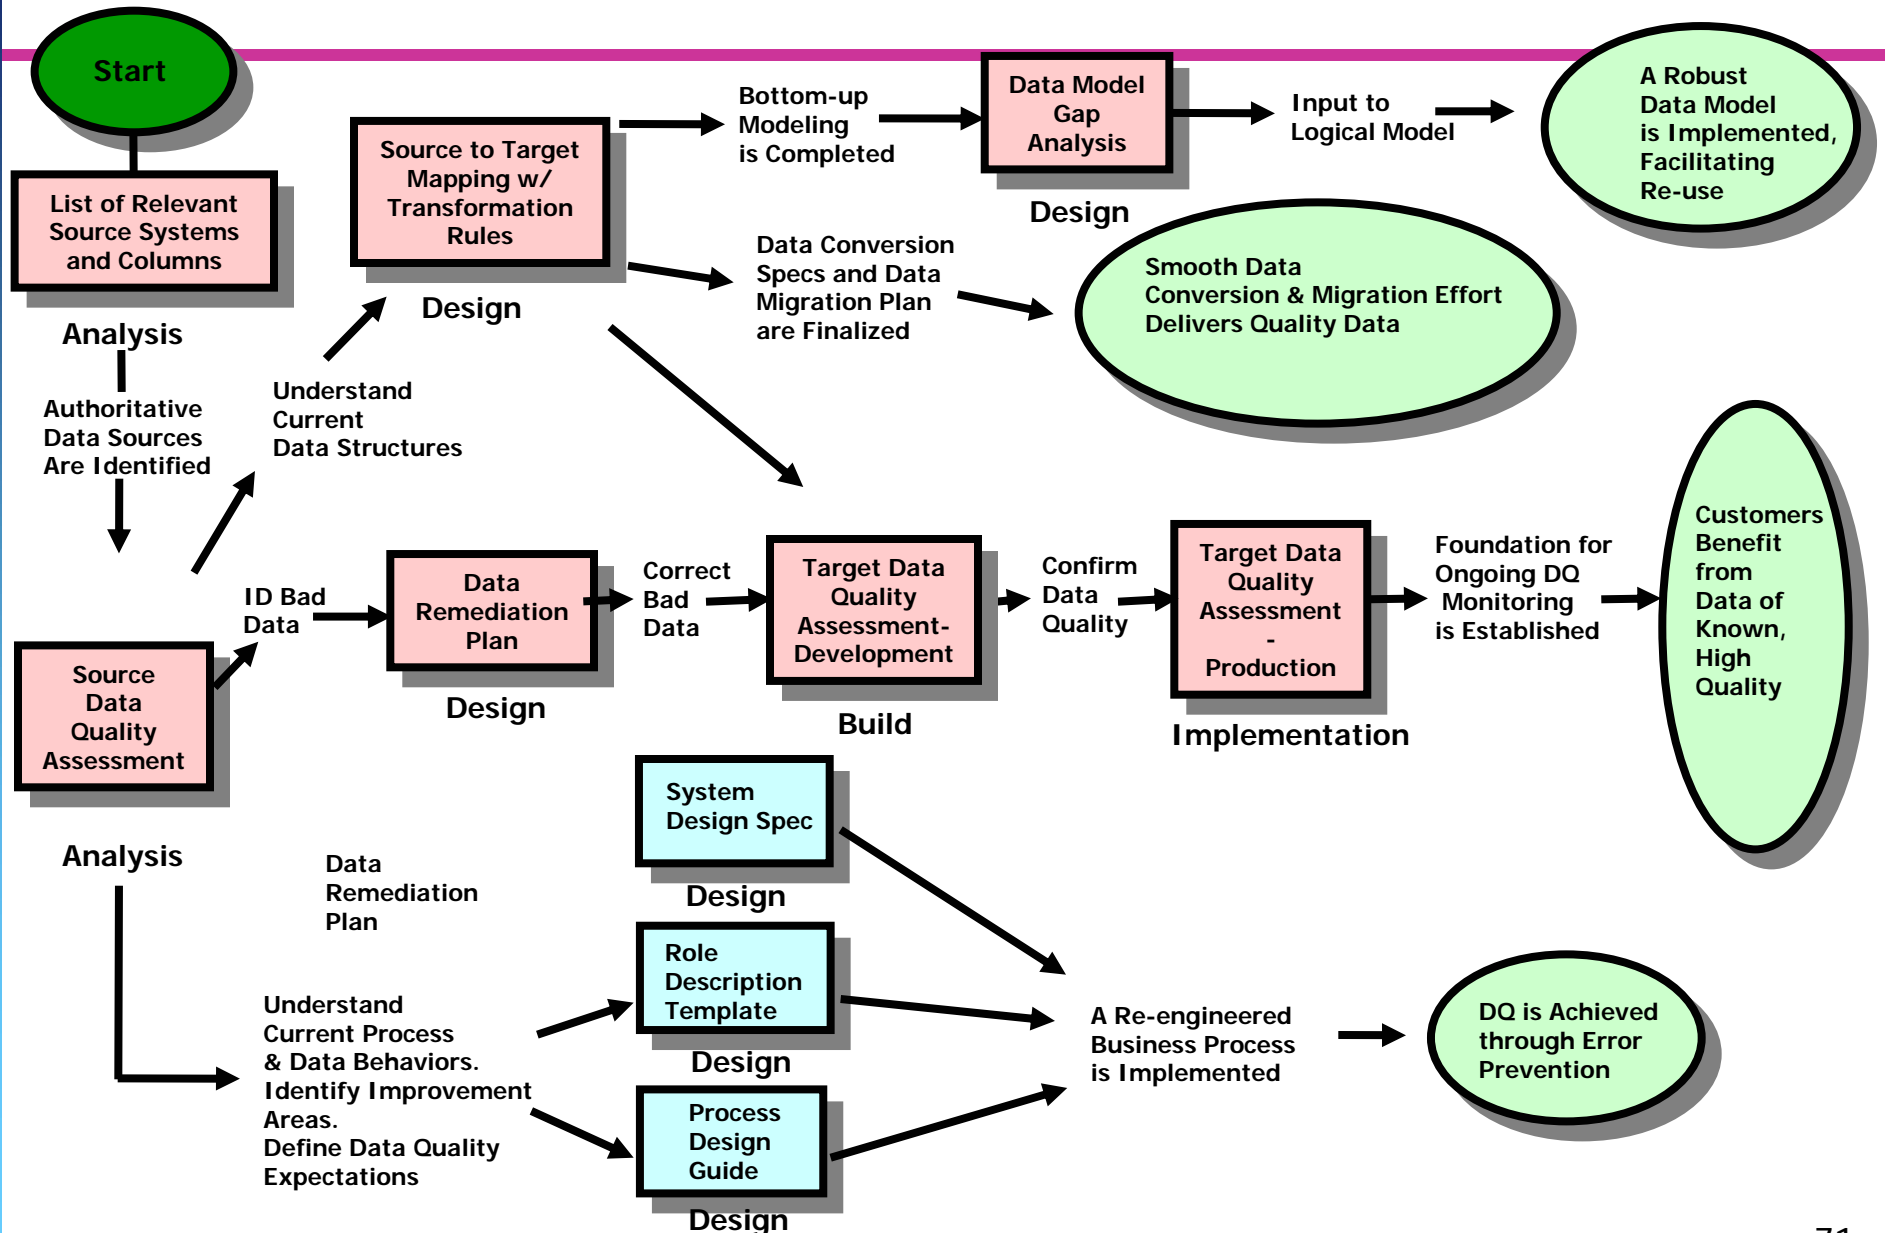 Start
List of Relevant
Source Systems
and Columns
Analysis
Authoritative
Data Sources
Are Identified
Source
Data
Quality
Assessment
Analysis
Understand
Current
Data Structures
Source to Target
Mapping w/
Transformation
Rules
Design
Bottom-up
Modeling
is Completed
Data Model
Gap
Analysis
Design
Input to
Logical Model
A Robust
Data Model
is Implemented,
Facilitating
Re-use
Data Conversion
Specs and Data
Migration Plan
are Finalized
Smooth Data
Conversion & Migration Effort
Delivers Quality Data
ID Bad
Data
Data
Remediation
Plan
Design
Correct
Bad
Data
Target Data
Quality
Assessment-
Development
Build
Confirm
Data
Quality
Target Data
Quality
Assessment
-
Production
Implementation
Foundation for
Ongoing DQ
Monitoring
is Established
Customers
Benefit
from
Data of
Known,
High
Quality
Data
Remediation
Plan
Understand
Current Process
& Data Behaviors.
Identify Improvement
Areas.
Define Data Quality
Expectations
System
Design Spec
Design
Role
Description
Template
Design
Process
Design
Guide
Design
A Re-engineered
Business Process
is Implemented
DQ is Achieved
through Error
Prevention
71